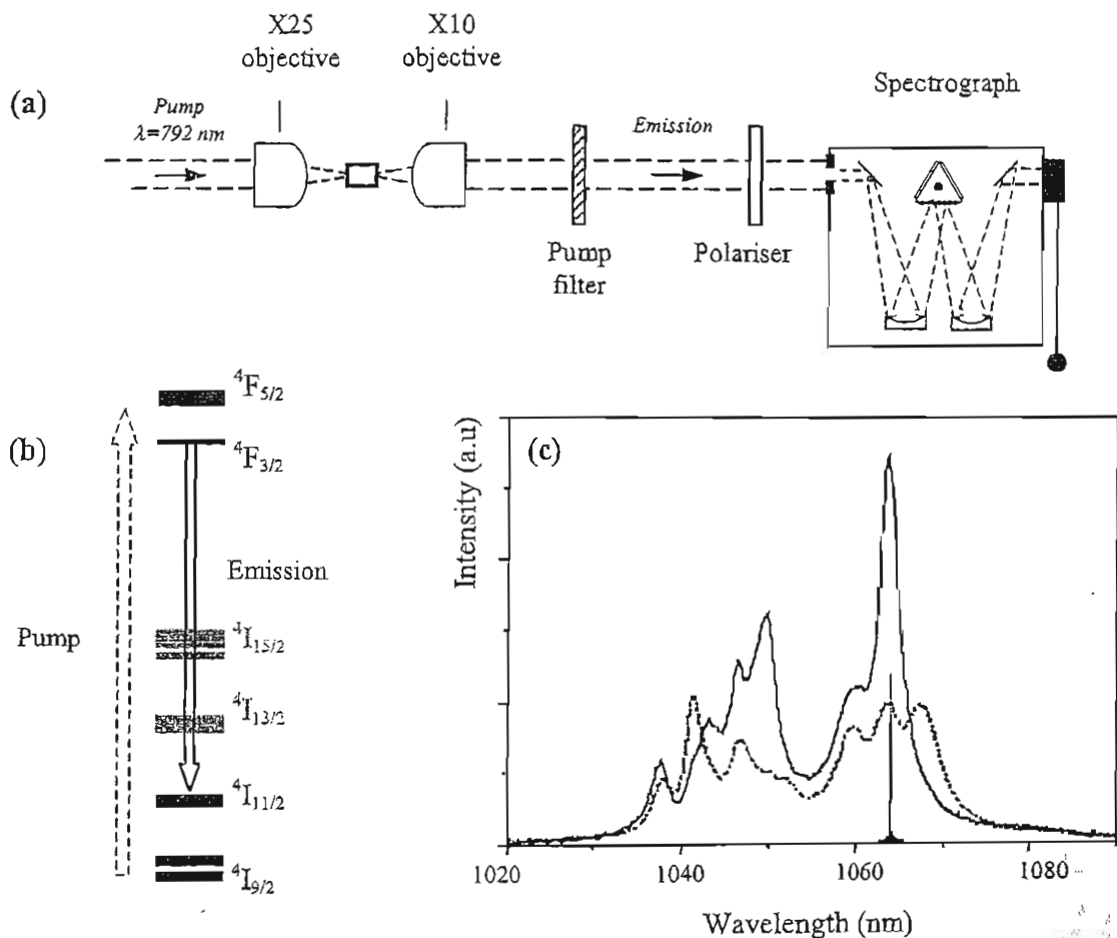 X25
objective
X10
objective
Spectrograph
(a)
Pump
λ=792 nm
Emission
Pump
filter
Polariser
(b)
⁴F₅/₂
⁴F₃/₂
Emission
Pump
⁴I₁₅/₂
⁴I₁₃/₂
⁴I₁₁/₂
⁴I₉/₂
(c)
Intensity (a.u)
1020
1040
1060
1080
Wavelength (nm)